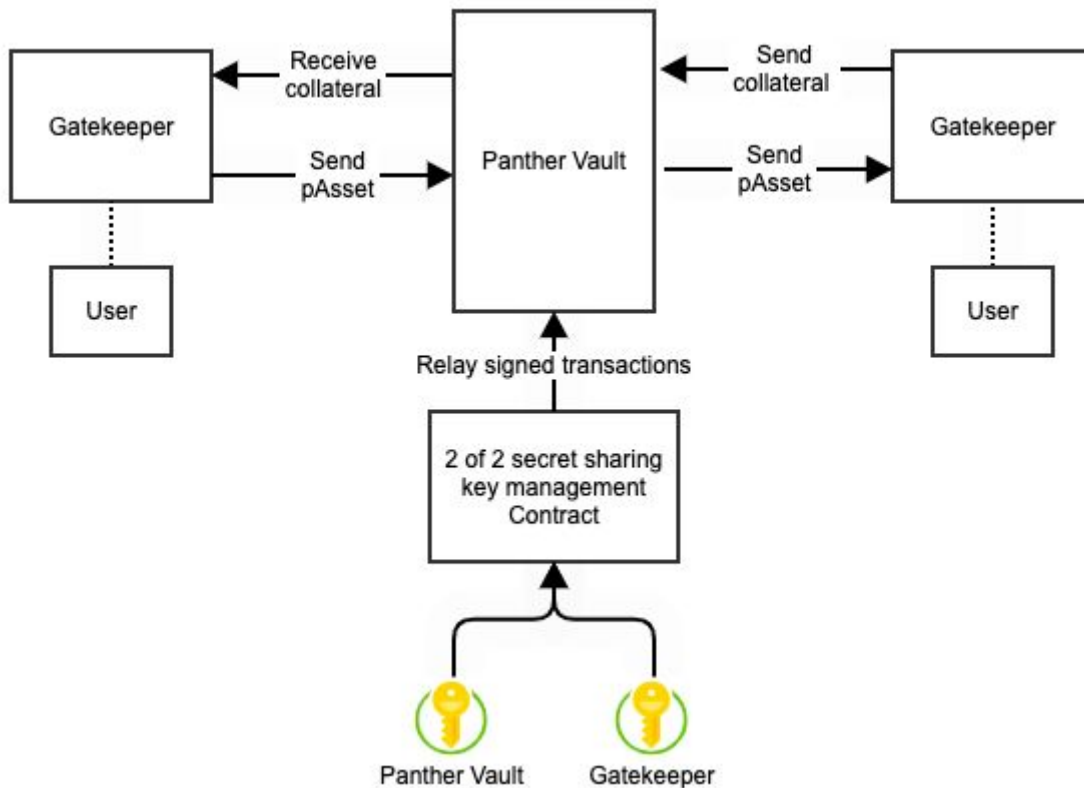 Gatekeeper
Receive
collateral
Send
pAsset
Panther Vault
Send
collateral
Send
pAsset
Gatekeeper
User
User
Relay signed transactions
2 of 2 secret sharing
key management
Contract
Panther Vault
Gatekeeper